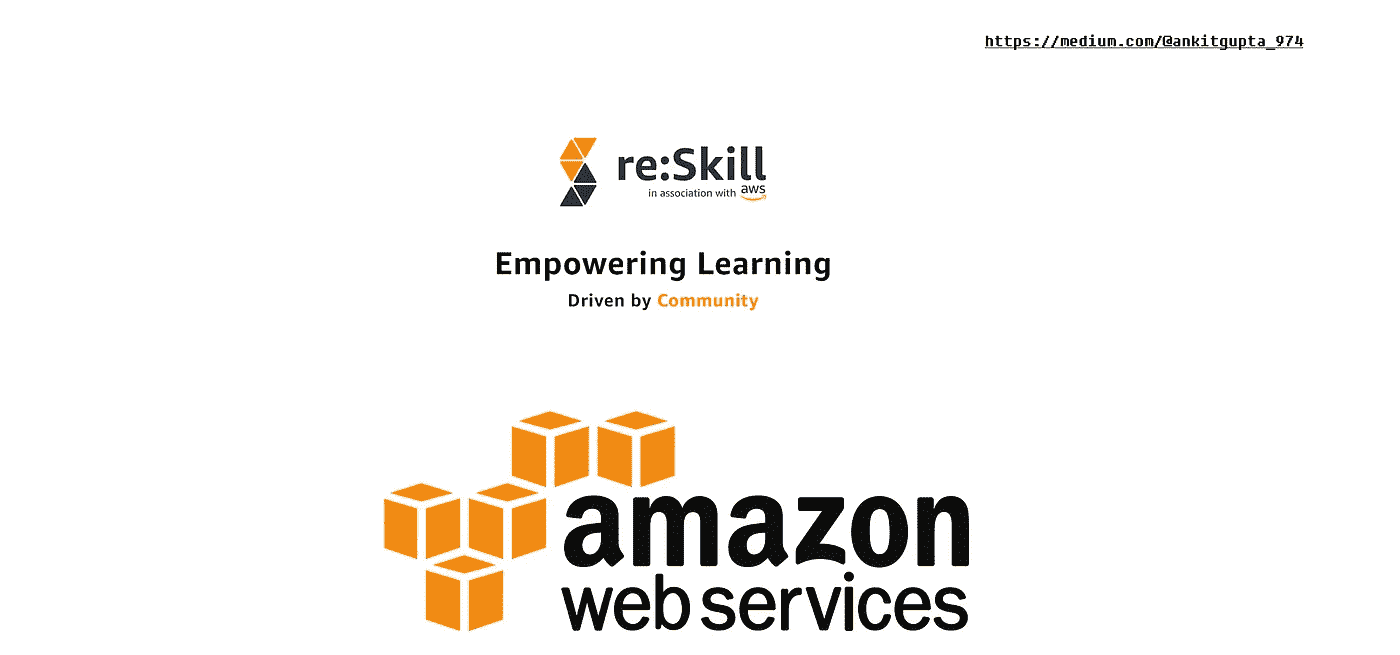 https://medium.com/@ankitgupta_974
re:Skill
in association with aws
Empowering Learning
Driven by Community
amazon
web services